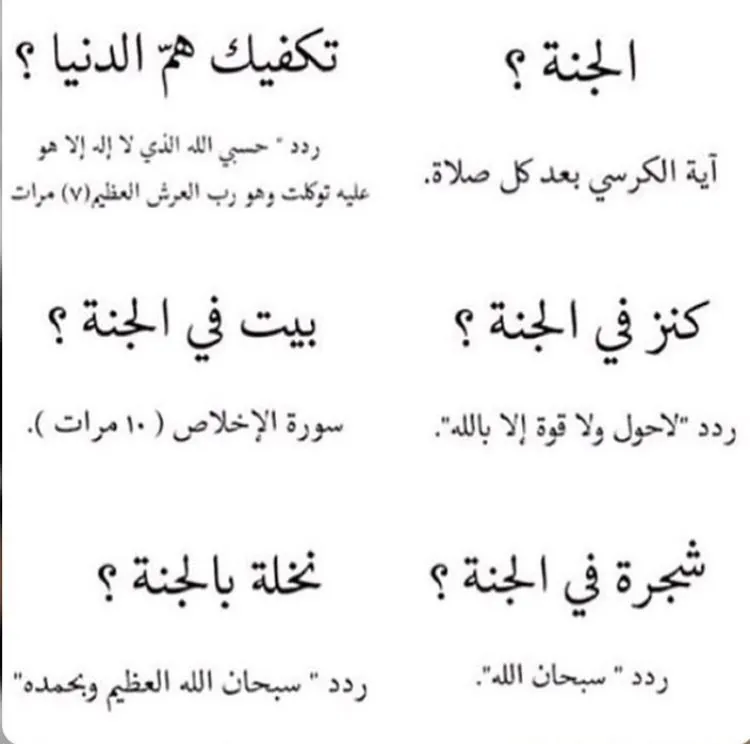 الجنة ؟
آية الكرسي بعد كل صلاة.
تكفيك همّ الدنيا ؟
ردد " حسبي الله الذي لا إله إلا هو
عليه توكلت وهو رب العرش العظيم(٧) مرات
كنز في الجنة ؟
ردد "لاحول ولا قوة إلا بالله".
بيت في الجنة ؟
سورة الإخلاص ( ١٠ مرات ).
شجرة في الجنة ؟
ردد " سبحان الله".
نخلة بالجنة ؟
ردد " سبحان الله العظيم وبحمده"